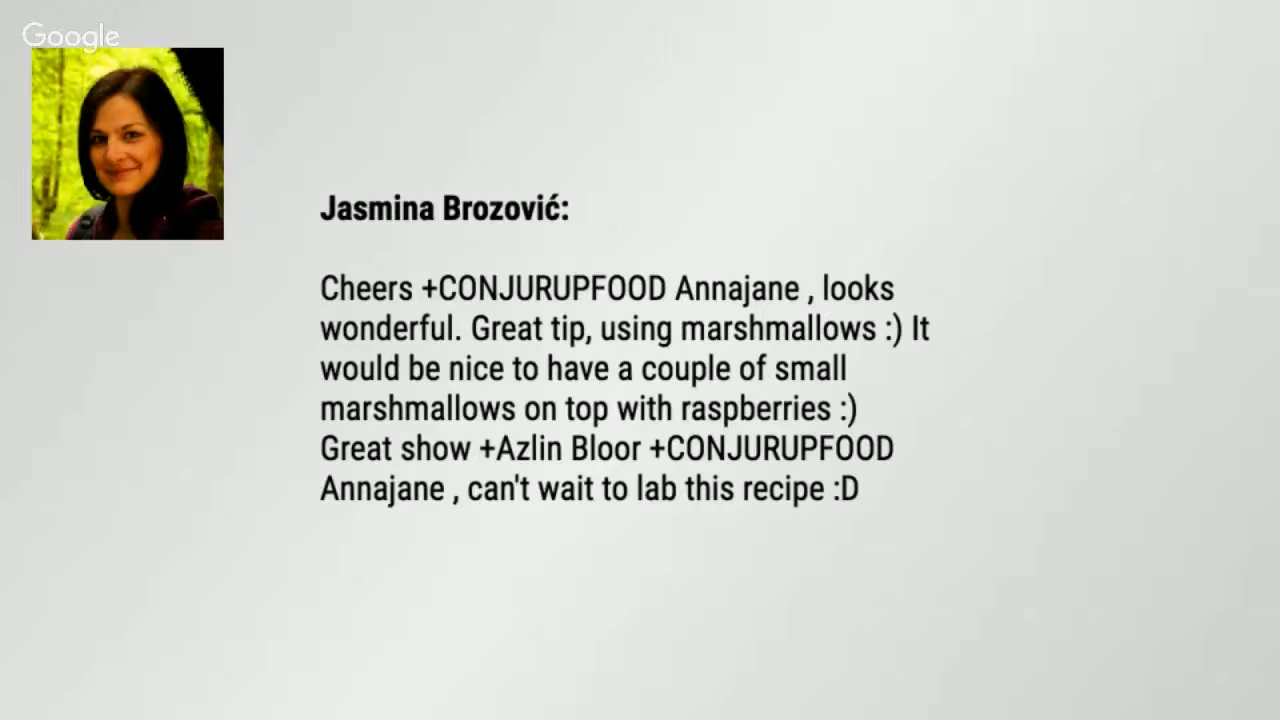 Google
Jasmina Brozović:
Cheers +CONJURUPFOOD Annajane , looks
wonderful. Great tip, using marshmallows :) It
would be nice to have a couple of small
marshmallows on top with raspberries :)
Great show +Azlin Bloor +CONJURUPFOOD
Annajane , can't wait to lab this recipe :D